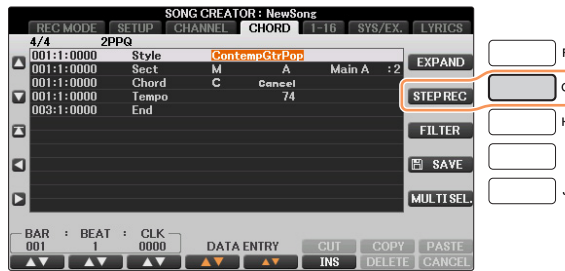 SONG CREATOR : NewSong
REC MODE SETUP CHANNEL CHORD 1-16 SYS/EX. LYRICS
4/4 2PPQ
001:1:0000 Style ContempGtrPop
001:1:0000 Sect M A Main A :2
001:1:0000 Chord C Cancel
001:1:0000 Tempo 74
003:1:0000 End
EXPAND
STEP REC
FILTER
SAVE
MULTI SEL.
BAR : BEAT : CLK
001 1 0000 DATA ENTRY CUT COPY PASTE
INS DELETE CANCEL
F
H
J